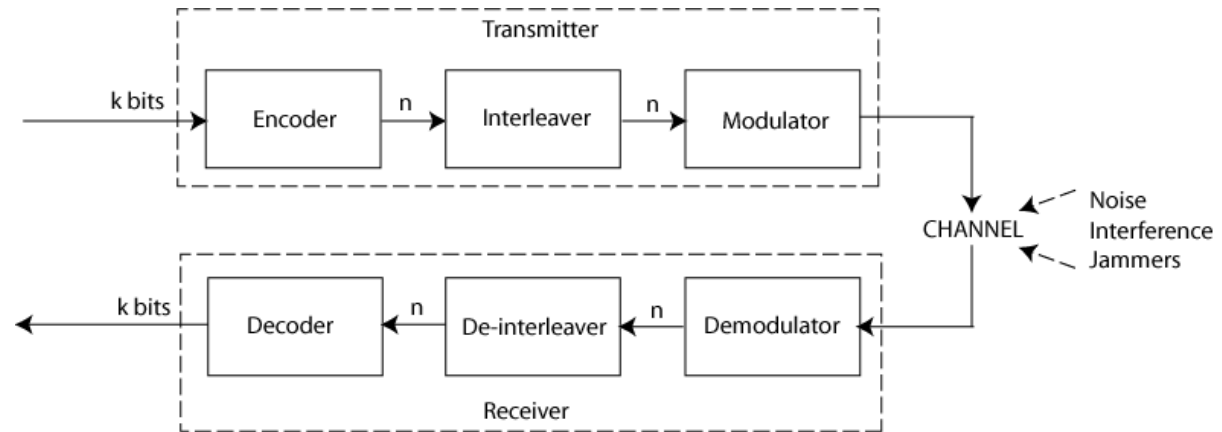 Transmitter
k bits
n
n
Encoder
Interleaver
Modulator
Noise
CHANNEL
Interference
Jammers
k bits
n
n
Decoder
De-interleaver
Demodulator
Receiver